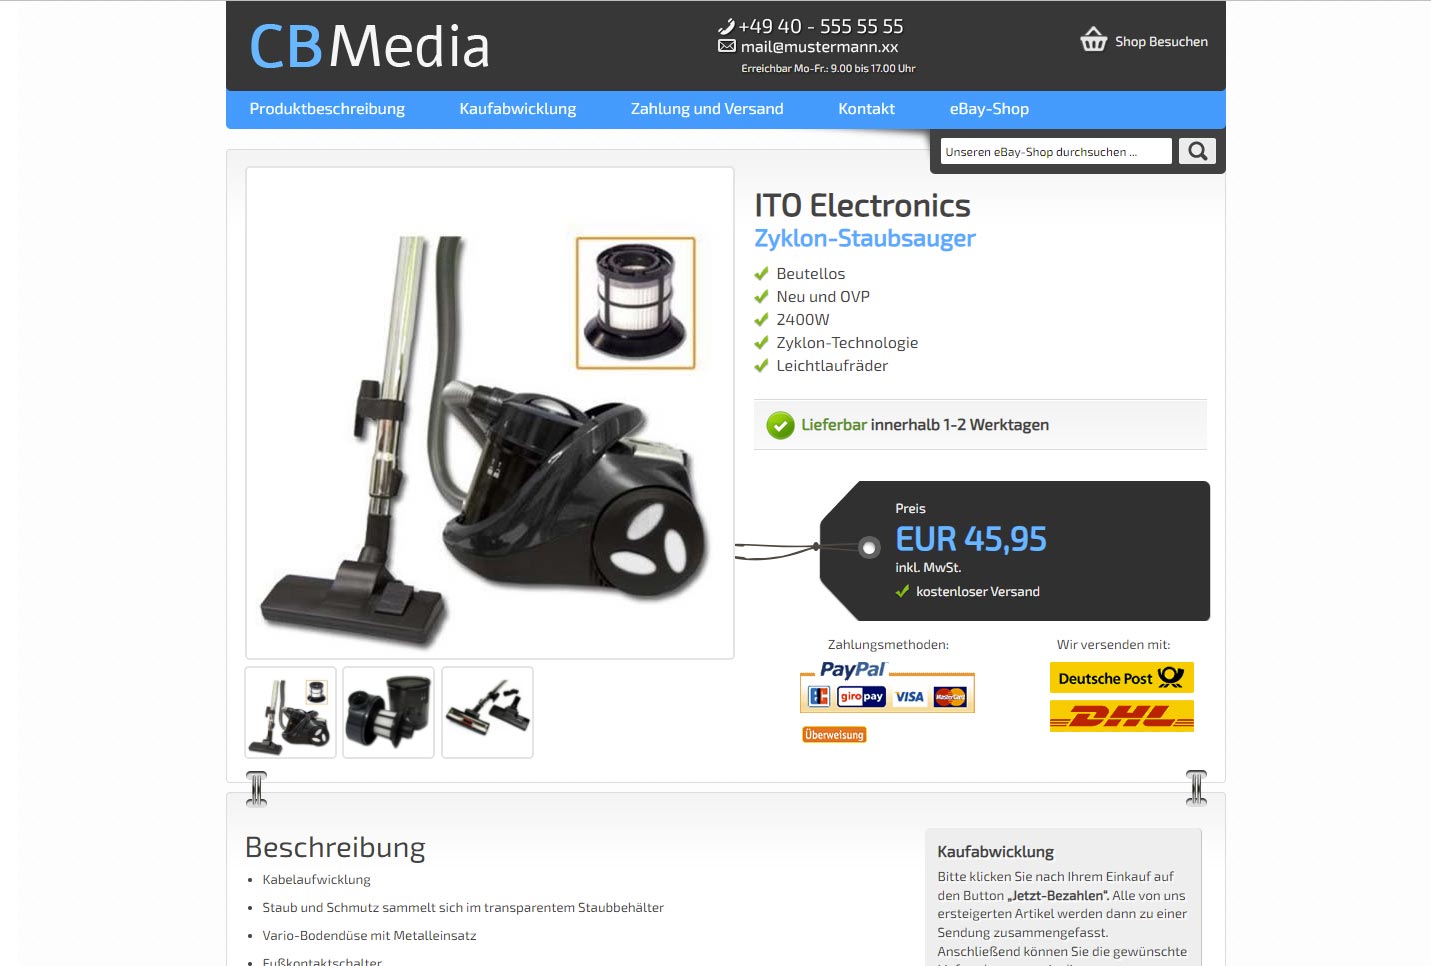 CBMedia
+49 40 - 555 55 55
mail@mustermann.xx
Erreichbar Mo-Fr.: 9.00 bis 17.00 Uhr
Shop Besuchen
Produktbeschreibung Kaufabwicklung Zahlung und Versand Kontakt eBay-Shop
Unseren eBay-Shop durchsuchen ...
ITO Electronics
Zyklon-Staubsauger
Beutellos
Neu und OVP
2400W
Zyklon-Technologie
Leichtlaufräder
Lieferbar innerhalb 1-2 Werktagen
Preis
EUR 45,95
inkl. MwSt.
kostenloser Versand
Zahlungsmethoden:
PayPal
EC giropay VISA MasterCard
Überweisung
Wir versenden mit:
Deutsche Post
DHL
Beschreibung
• Kabelaufwicklung
• Staub und Schmutz sammelt sich im transparentem Staubbehälter
• Vario-Bodendüse mit Metalleinsatz
• Fußkontaktschalter
Kaufabwicklung
Bitte klicken Sie nach Ihrem Einkauf auf
den Button „Jetzt-Bezahlen“. Alle von uns
ersteigerten Artikel werden dann zu einer
Sendung zusammengefasst.
Anschließend können Sie die gewünschte